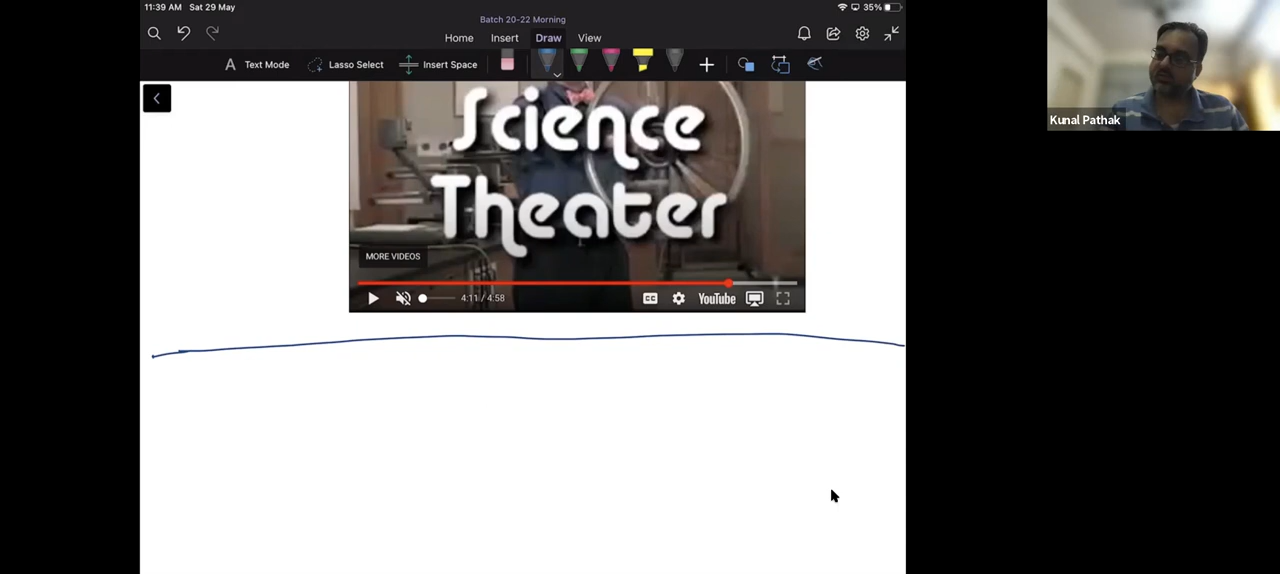 11:39 AM Sat 29 May
35%
Batch 20-22 Morning
Home Insert Draw View
Text Mode Lasso Select Insert Space
Science
Theater
MORE VIDEOS
4:11 / 4:58
CC YouTube
Kunal Pathak